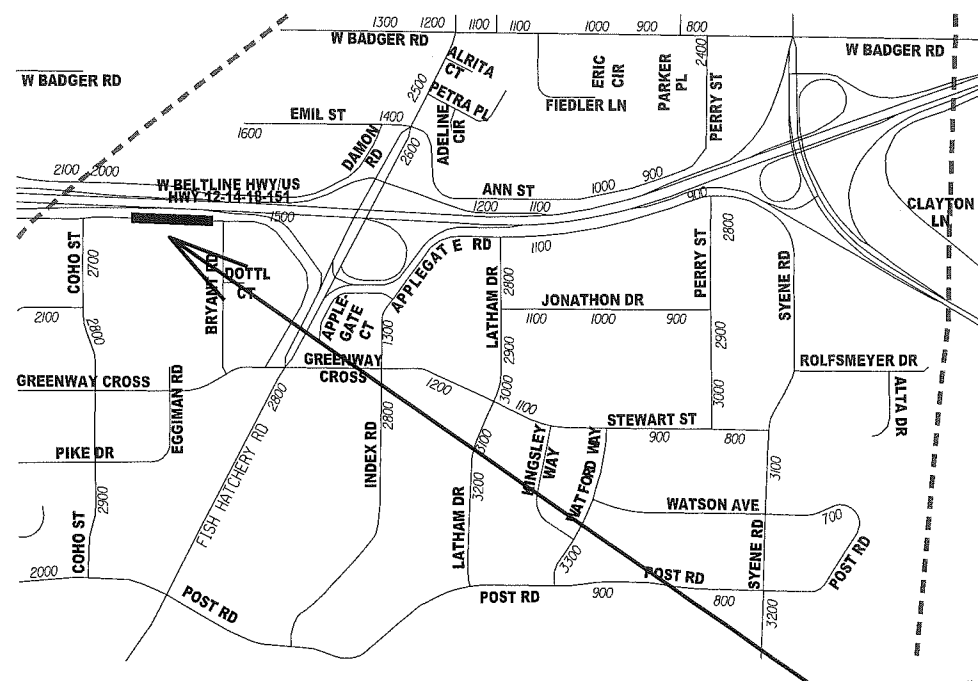 1300 1200 1100 1100 1000 900 800
W BADGER RD
W BADGER RD
W BADGER RD
ALRITA
CT
PETRA PL
ADELINE
CIR
ERIC
CIR
PARKER
PL
2400
PERRY ST
FIEDLER LN
2500
EMIL ST
1600
1400
DAMON
RD
2600
2100 2000
W BELTLINE HWY/US
HWY 12-14-18-151
1500
ANN ST
1200 1100
1000
900
900
CLAYTON
LN
COHO ST
2700
BRYANT RD
DOTTL
CT
APPLEGATE RD
1100
LATHAM DR
2800
2800
PERRY ST
SYENE RD
JONATHON DR
1100 1000 900
2100
2800
APPLE-
GATE
CT
1300
2900
2900
GREENWAY
CROSS
1200
GREENWAY CROSS
EGGIMAN RD
2800
2800
ROLFSMEYER DR
ALTA DR
3000
3000
1100
STEWART ST
900 800
PIKE DR
FISH HATCHERY RD
INDEX RD
3100
KINGSLEY
WAY
WATFORD WAY
3100
2900
3200
WATSON AVE
700
COHO ST
LATHAM DR
3300
SYENE RD
POST RD
2000
POST RD
POST RD
900
POST RD
800
3200